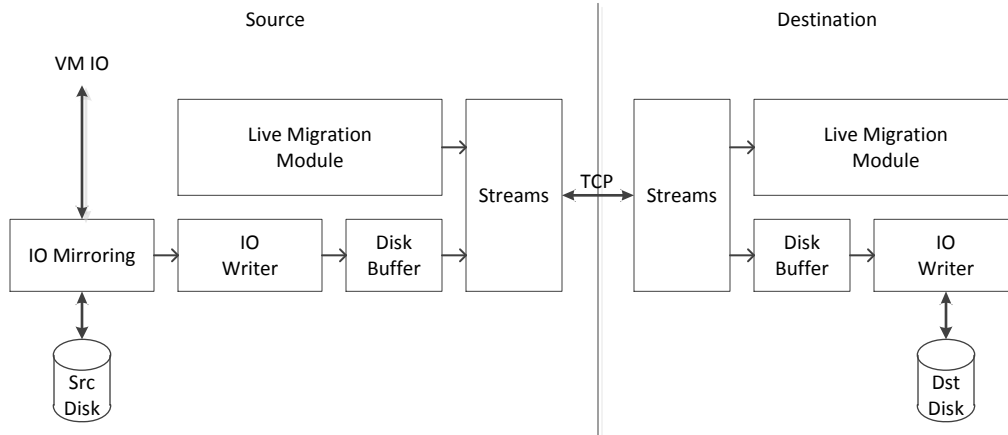 Source
Destination
VM IO
Live Migration
Module
Streams
TCP
Streams
Live Migration
Module
IO Mirroring
IO
Writer
Disk
Buffer
Disk
Buffer
IO
Writer
Src
Disk
Dst
Disk